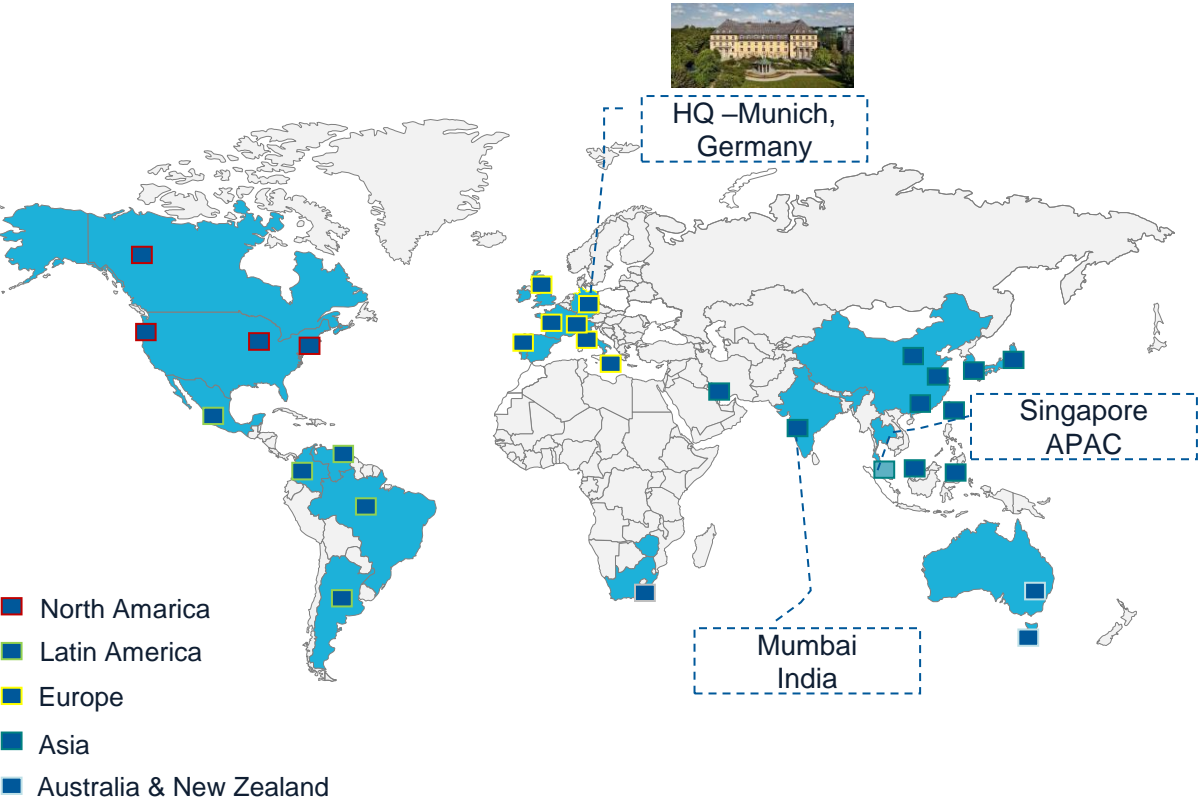 HQ –Munich,
Germany
Singapore
APAC
Mumbai
India
North Amarica
Latin America
Europe
Asia
Australia & New Zealand